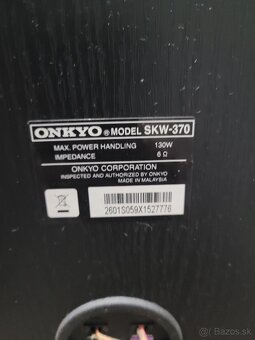 ONKYO ® MODEL SKW-370
MAX. POWER HANDLING 130W
IMPEDANCE 6 Ω
ONKYO CORPORATION
INSPECTED AND AUTHORIZED BY ONKYO
MADE IN MALAYSIA
2601S059X1527776
Bazos.sk